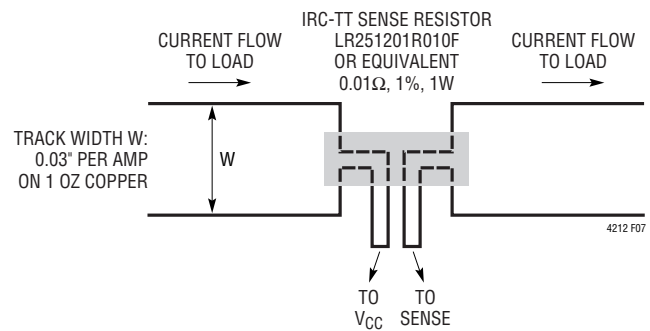 IRC-TT SENSE RESISTOR
LR251201R010F
OR EQUIVALENT
0.01Ω, 1%, 1W
CURRENT FLOW
TO LOAD
CURRENT FLOW
TO LOAD
TRACK WIDTH W:
0.03" PER AMP
ON 1 OZ COPPER
W
4212 F07
TO
VCC
TO
SENSE